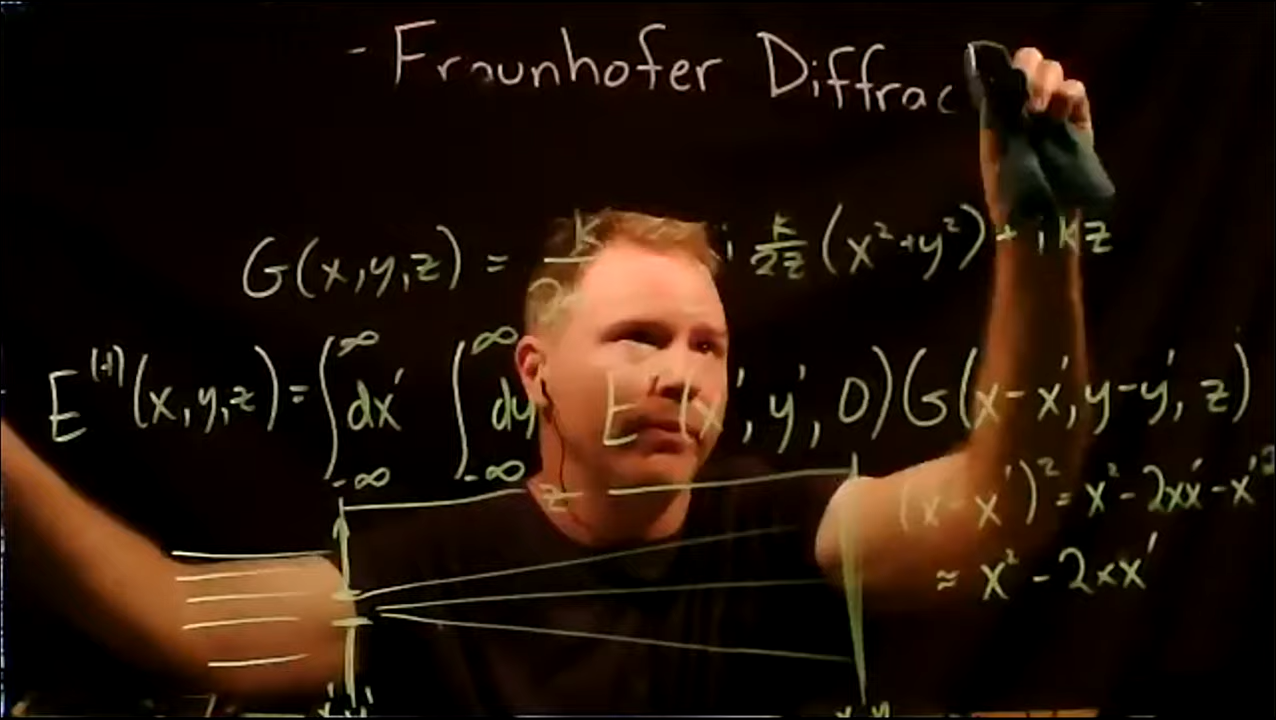 - Fraunhofer Diffrac
G(x,y,z) = k i k/2z (x²+y²) + ikz
E⁽⁺⁾(x,y,z) = ∫_{-∞}^{∞} dx' ∫_{-∞}^{∞} dy E (x', y', 0) G(x-x', y-y', z)
z
(x-x')² = x² - 2xx' - x'²
≈ x² - 2xx'
x' y'
x y